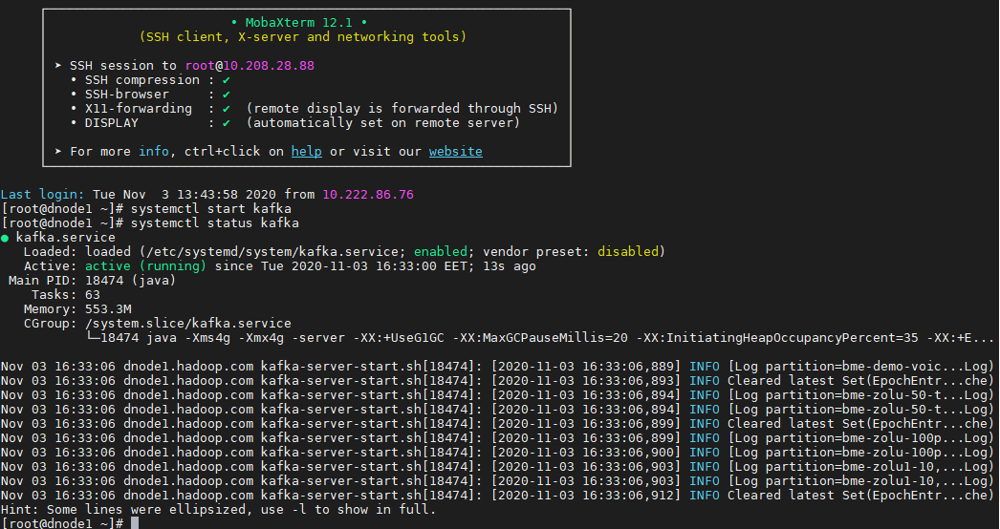 • MobaXterm 12.1 •
(SSH client, X-server and networking tools)
➤ SSH session to root@10.208.28.88
• SSH compression : ✔
• SSH-browser     : ✔
• X11-forwarding  : ✔  (remote display is forwarded through SSH)
• DISPLAY         : ✔  (automatically set on remote server)
➤ For more info, ctrl+click on help or visit our website
Last login: Tue Nov  3 13:43:58 2020 from 10.222.86.76
[root@dnode1 ~]# systemctl start kafka
[root@dnode1 ~]# systemctl status kafka
● kafka.service
   Loaded: loaded (/etc/systemd/system/kafka.service; enabled; vendor preset: disabled)
   Active: active (running) since Tue 2020-11-03 16:33:00 EET; 13s ago
 Main PID: 18474 (java)
    Tasks: 63
   Memory: 553.3M
   CGroup: /system.slice/kafka.service
           └─18474 java -Xms4g -Xmx4g -server -XX:+UseG1GC -XX:MaxGCPauseMillis=20 -XX:InitiatingHeapOccupancyPercent=35 -XX:+E...
Nov 03 16:33:06 dnode1.hadoop.com kafka-server-start.sh[18474]: [2020-11-03 16:33:06,889] INFO [Log partition=bme-demo-voic...Log)
Nov 03 16:33:06 dnode1.hadoop.com kafka-server-start.sh[18474]: [2020-11-03 16:33:06,893] INFO Cleared latest Set(EpochEntr...che)
Nov 03 16:33:06 dnode1.hadoop.com kafka-server-start.sh[18474]: [2020-11-03 16:33:06,894] INFO [Log partition=bme-zolu-50-t...Log)
Nov 03 16:33:06 dnode1.hadoop.com kafka-server-start.sh[18474]: [2020-11-03 16:33:06,894] INFO [Log partition=bme-zolu-50-t...Log)
Nov 03 16:33:06 dnode1.hadoop.com kafka-server-start.sh[18474]: [2020-11-03 16:33:06,899] INFO Cleared latest Set(EpochEntr...che)
Nov 03 16:33:06 dnode1.hadoop.com kafka-server-start.sh[18474]: [2020-11-03 16:33:06,899] INFO [Log partition=bme-zolu-100p...Log)
Nov 03 16:33:06 dnode1.hadoop.com kafka-server-start.sh[18474]: [2020-11-03 16:33:06,900] INFO [Log partition=bme-zolu-100p...Log)
Nov 03 16:33:06 dnode1.hadoop.com kafka-server-start.sh[18474]: [2020-11-03 16:33:06,903] INFO [Log partition=bme-zolu1-10,...Log)
Nov 03 16:33:06 dnode1.hadoop.com kafka-server-start.sh[18474]: [2020-11-03 16:33:06,903] INFO [Log partition=bme-zolu1-10,...Log)
Nov 03 16:33:06 dnode1.hadoop.com kafka-server-start.sh[18474]: [2020-11-03 16:33:06,912] INFO Cleared latest Set(EpochEntr...che)
Hint: Some lines were ellipsized, use -l to show in full.
[root@dnode1 ~]#